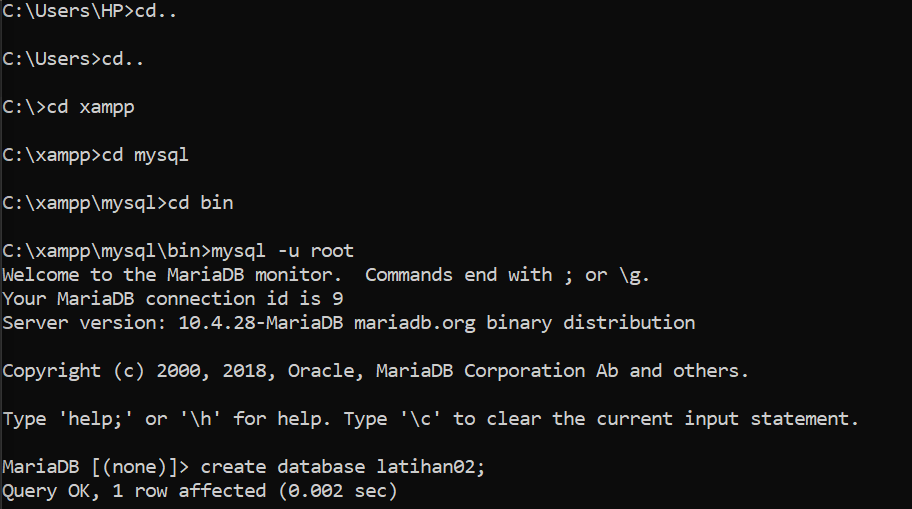 C:\Users\HP>cd..
C:\Users>cd..
C:\>cd xampp
C:\xampp>cd mysql
C:\xampp\mysql>cd bin
C:\xampp\mysql\bin>mysql -u root
Welcome to the MariaDB monitor.  Commands end with ; or \g.
Your MariaDB connection id is 9
Server version: 10.4.28-MariaDB mariadb.org binary distribution
Copyright (c) 2000, 2018, Oracle, MariaDB Corporation Ab and others.
Type 'help;' or '\h' for help. Type '\c' to clear the current input statement.
MariaDB [(none)]> create database latihan02;
Query OK, 1 row affected (0.002 sec)